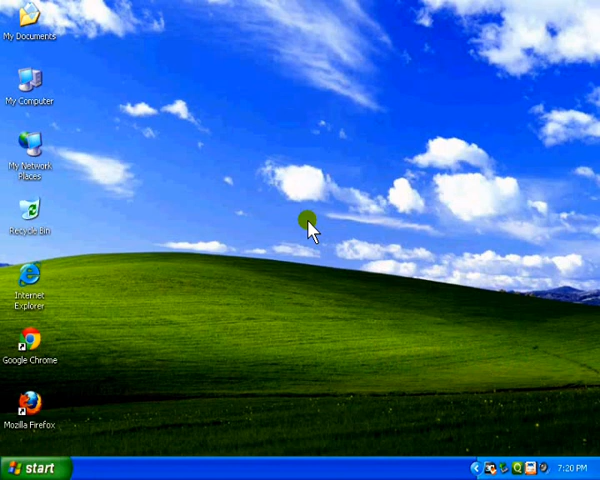 My Documents
My Computer
My Network
Places
Recycle Bin
Internet
Explorer
Google Chrome
Mozilla Firefox
start
7:20 PM